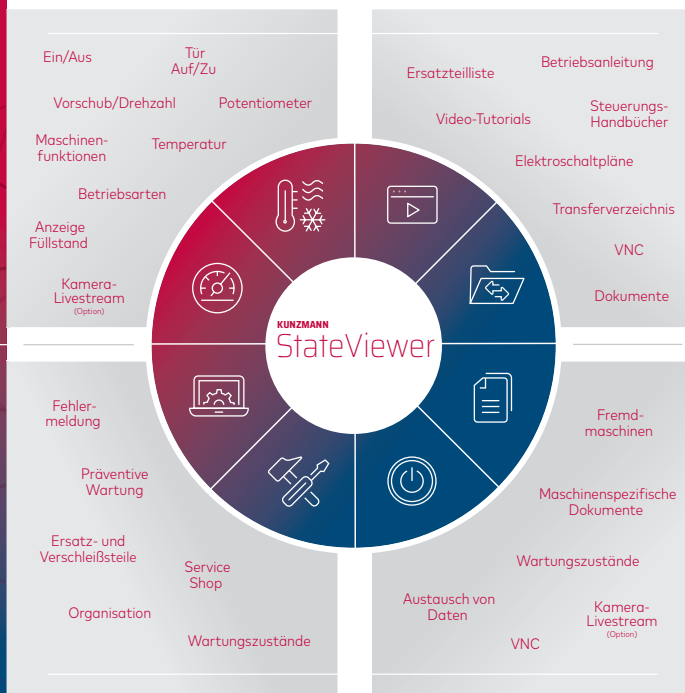 Ein/Aus
Tür
Auf/Zu
Vorschub/Drehzahl
Potentiometer
Maschinen-
funktionen
Temperatur
Betriebsarten
Anzeige
Füllstand
Kamera-
Livestream
(Option)
Ersatzteilliste
Betriebsanleitung
Video-Tutorials
Steuerungs-
Handbücher
Elektroschaltpläne
Transferverzeichnis
VNC
Dokumente
KUNZMANN
StateViewer
Fehler-
meldung
Präventive
Wartung
Ersatz- und
Verschleißteile
Service
Shop
Organisation
Wartungszustände
Fremd-
maschinen
Maschinenspezifische
Dokumente
Wartungszustände
Austausch von
Daten
Kamera-
Livestream
(Option)
VNC